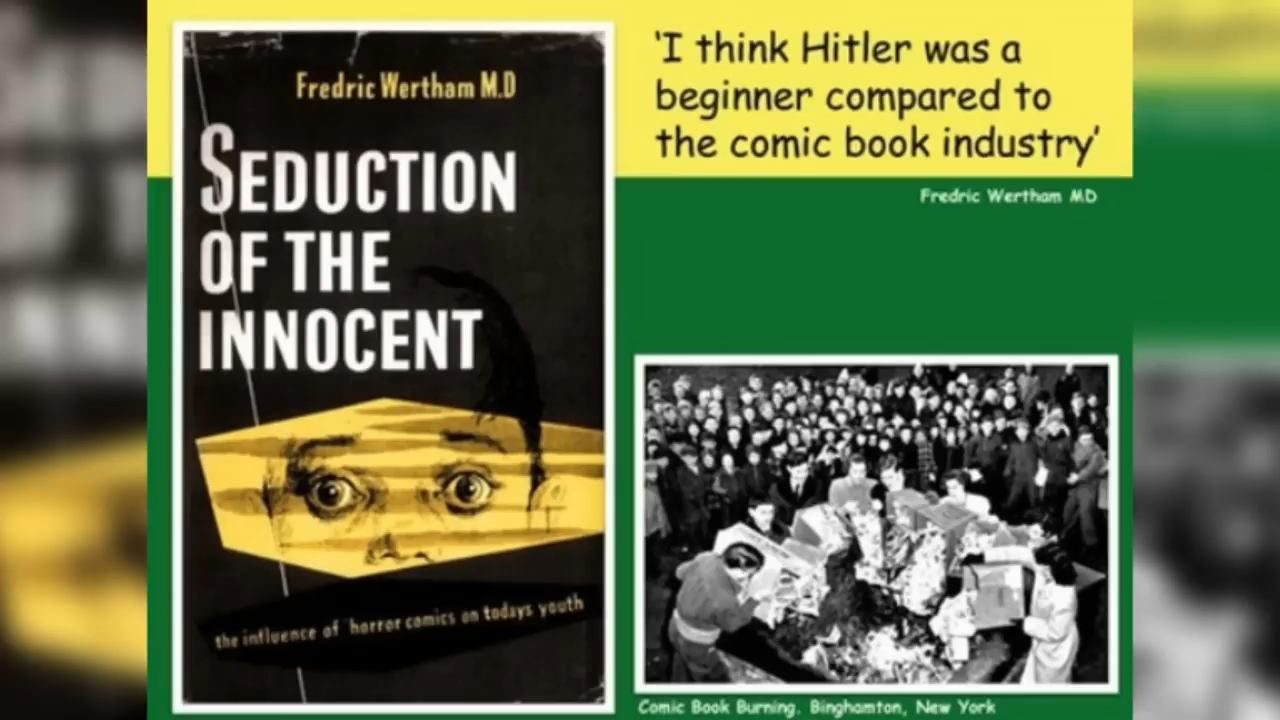 Fredric Wertham M.D
SEDUCTION
OF THE
INNOCENT
the influence of horror comics on todays youth
'I think Hitler was a
beginner compared to
the comic book industry'
Fredric Wertham MD
Comic Book Burning. Binghamton, New York